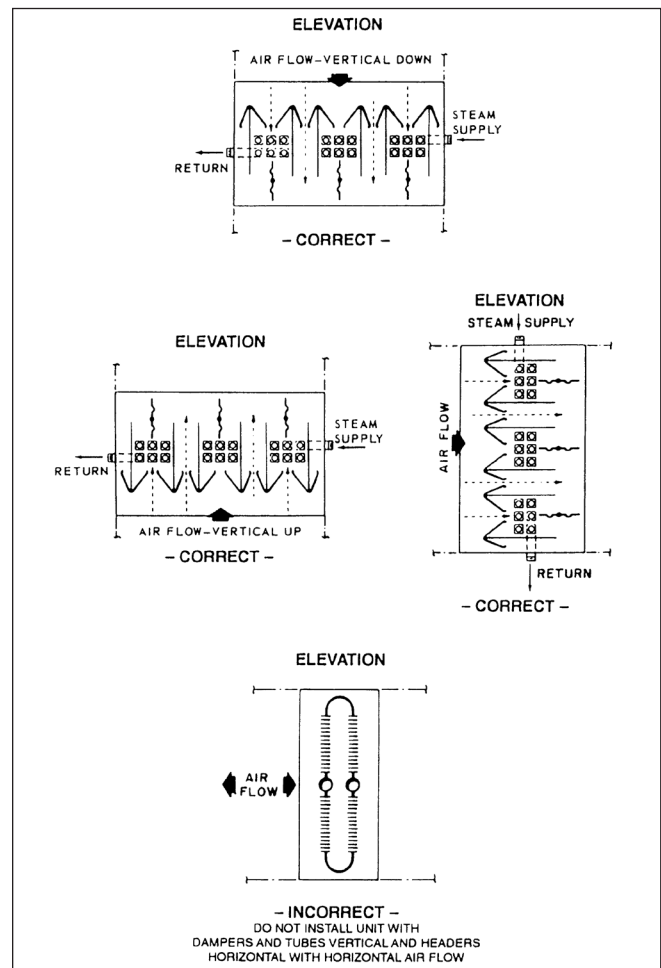 ELEVATION
AIR FLOW-VERTICAL DOWN
STEAM
SUPPLY
RETURN
- CORRECT -
ELEVATION
STEAM SUPPLY
AIR FLOW
RETURN
- CORRECT -
ELEVATION
STEAM
SUPPLY
RETURN
AIR FLOW-VERTICAL UP
- CORRECT -
ELEVATION
AIR
FLOW
- INCORRECT -
DO NOT INSTALL UNIT WITH
DAMPERS AND TUBES VERTICAL AND HEADERS
HORIZONTAL WITH HORIZONTAL AIR FLOW